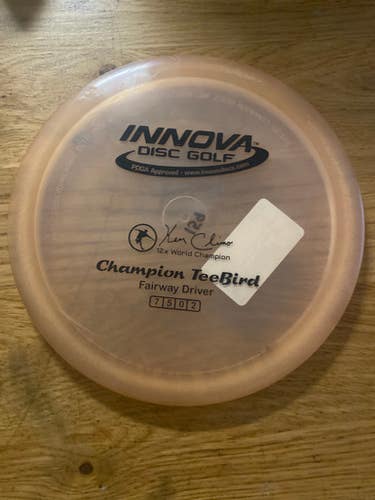 INNOVA™
DISC GOLF
PDGA Approved - www.innovadiscs.com
Ken Climo
12x World Champion
Champion TeeBird
Fairway Driver
7 5 0 2